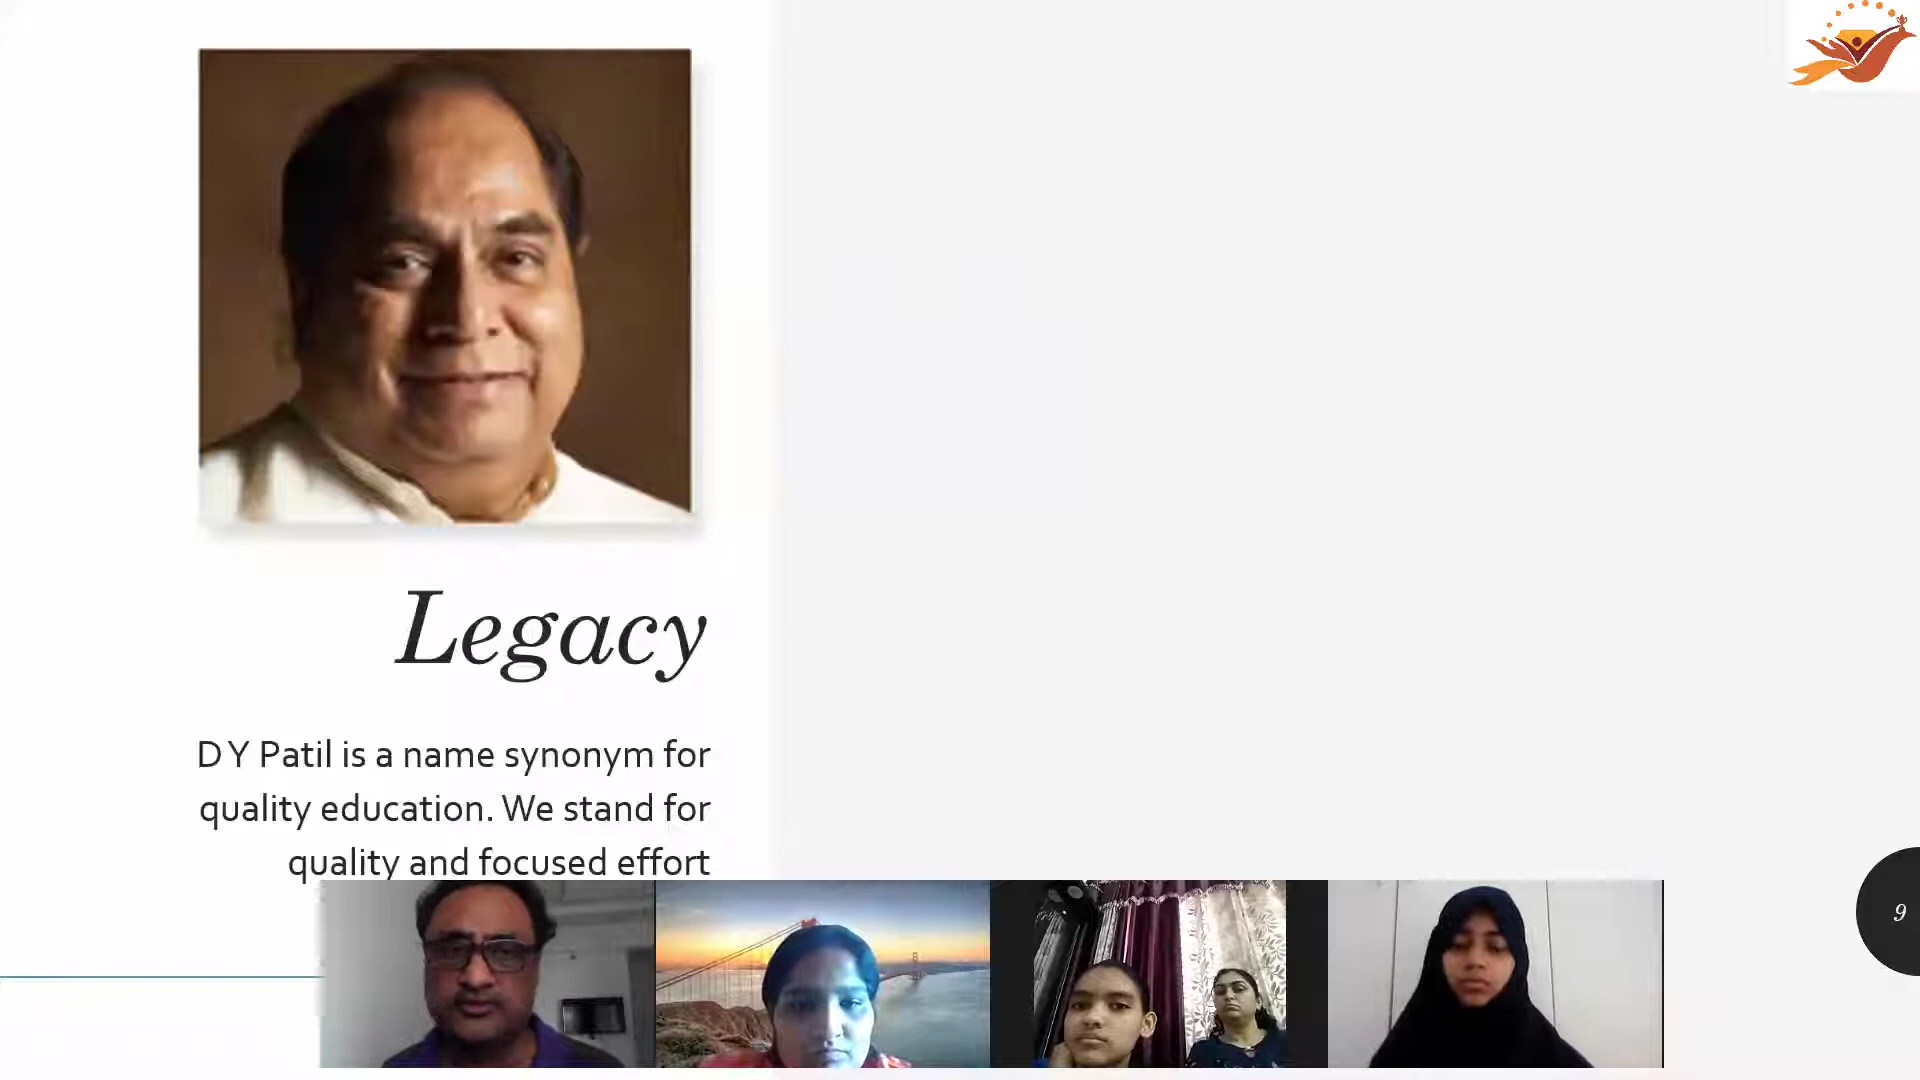 Legacy
D Y Patil is a name synonym for
quality education. We stand for
quality and focused effort
9